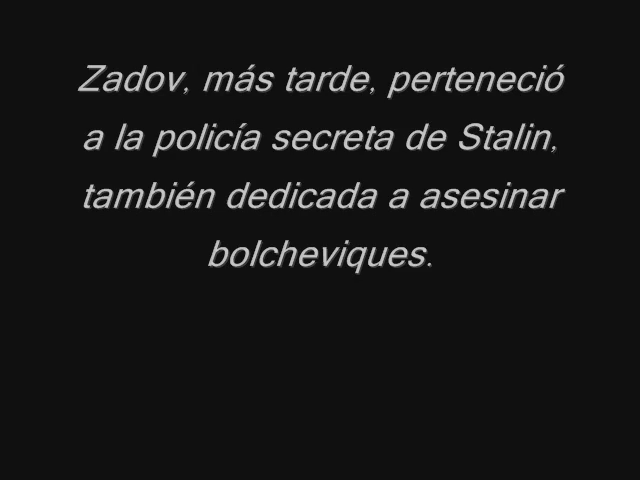 Zadov, más tarde, perteneció
a la policía secreta de Stalin,
también dedicada a asesinar
bolcheviques.